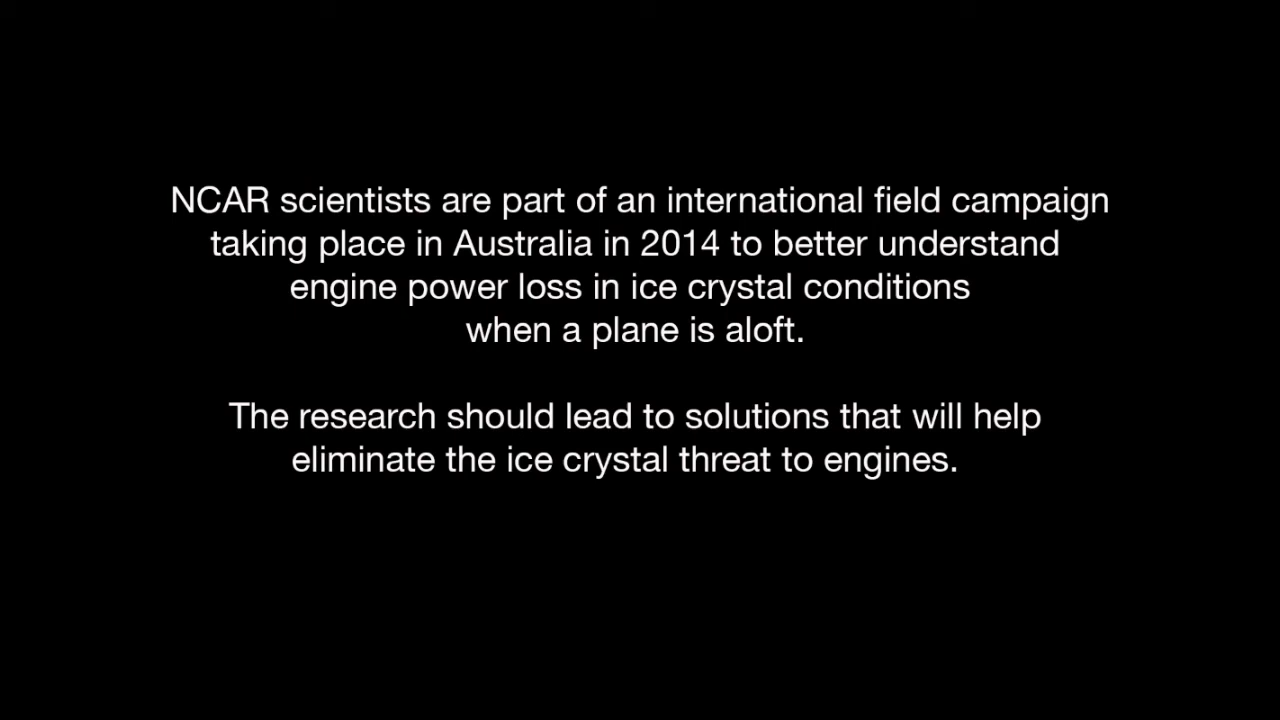 NCAR scientists are part of an international field campaign
taking place in Australia in 2014 to better understand
engine power loss in ice crystal conditions
when a plane is aloft.
The research should lead to solutions that will help
eliminate the ice crystal threat to engines.